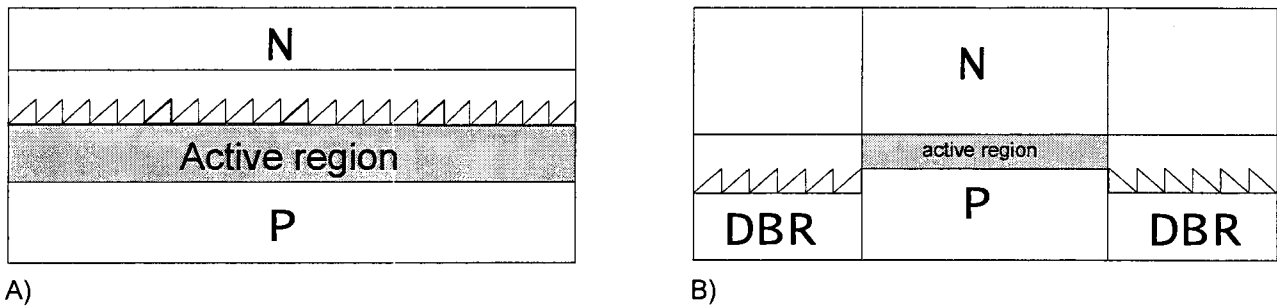 N
Active region
P
A)
N
active region
P
DBR
DBR
B)